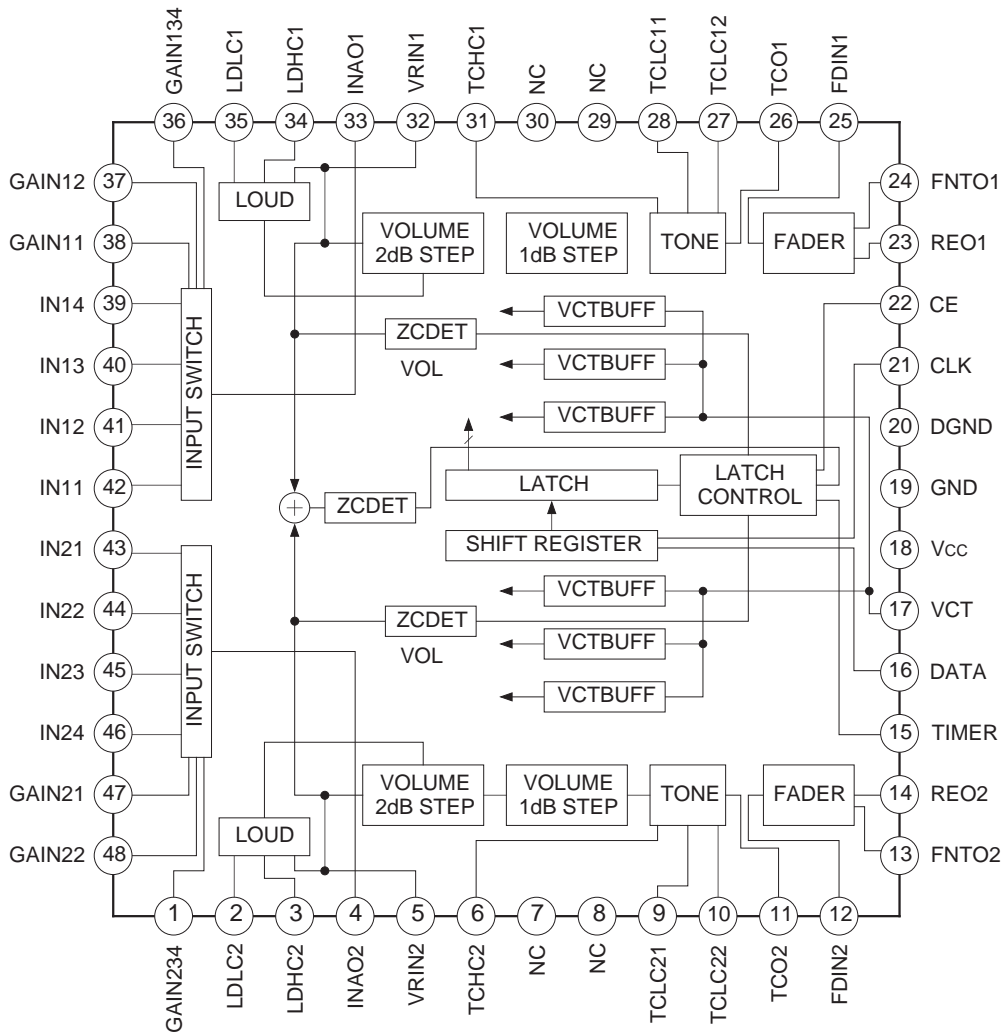 GAIN134
LDLC1
LDHC1
INAO1
VRIN1
TCHC1
NC
NC
TCLC11
TCLC12
TCO1
FDIN1
36
35
34
33
32
31
30
29
28
27
26
25
GAIN12
37
GAIN11
38
IN14
39
IN13
40
IN12
41
IN11
42
IN21
43
IN22
44
IN23
45
IN24
46
GAIN21
47
GAIN22
48
INPUT SWITCH
INPUT SWITCH
LOUD
VOLUME
2dB STEP
VOLUME
1dB STEP
TONE
FADER
ZCDET
VOL
VCTBUFF
VCTBUFF
VCTBUFF
ZCDET
LATCH
LATCH
CONTROL
SHIFT REGISTER
ZCDET
VOL
VCTBUFF
VCTBUFF
VCTBUFF
LOUD
VOLUME
2dB STEP
VOLUME
1dB STEP
TONE
FADER
24
FNTO1
23
REO1
22
CE
21
CLK
20
DGND
19
GND
18
VCC
17
VCT
16
DATA
15
TIMER
14
REO2
13
FNTO2
1
2
3
4
5
6
7
8
9
10
11
12
GAIN234
LDLC2
LDHC2
INAO2
VRIN2
TCHC2
NC
NC
TCLC21
TCLC22
TCO2
FDIN2